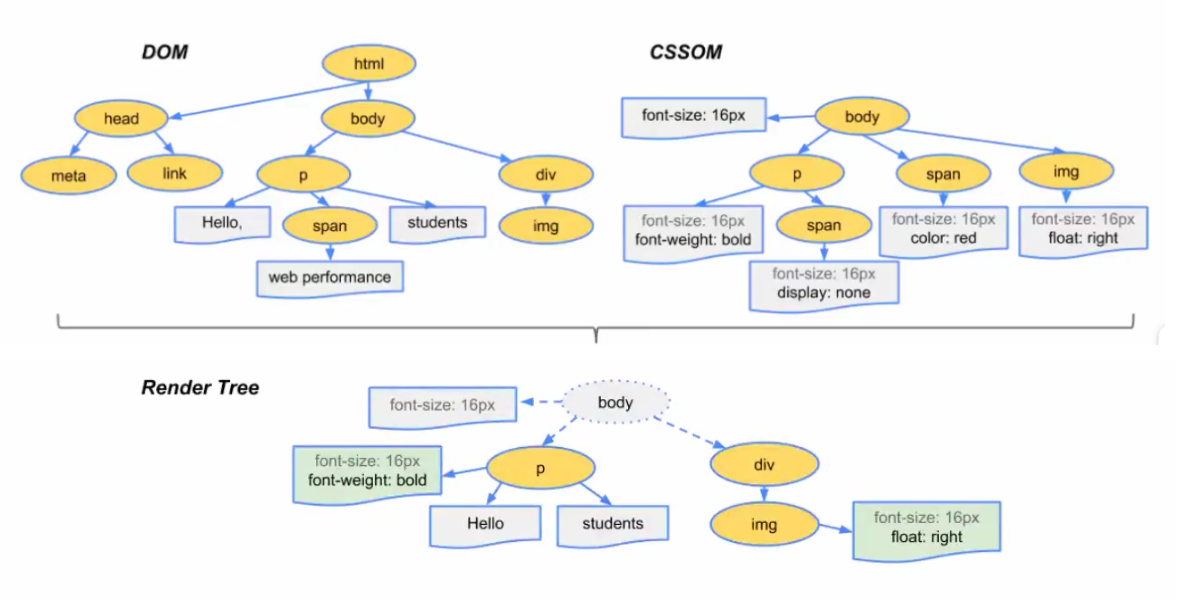 DOM
html
head
body
meta
link
p
div
Hello,
span
students
img
web performance
CSSOM
body
font-size: 16px
p
span
img
font-size: 16px
font-weight: bold
span
font-size: 16px
color: red
font-size: 16px
float: right
font-size: 16px
display: none
Render Tree
body
font-size: 16px
p
div
font-size: 16px
font-weight: bold
Hello
students
img
font-size: 16px
float: right